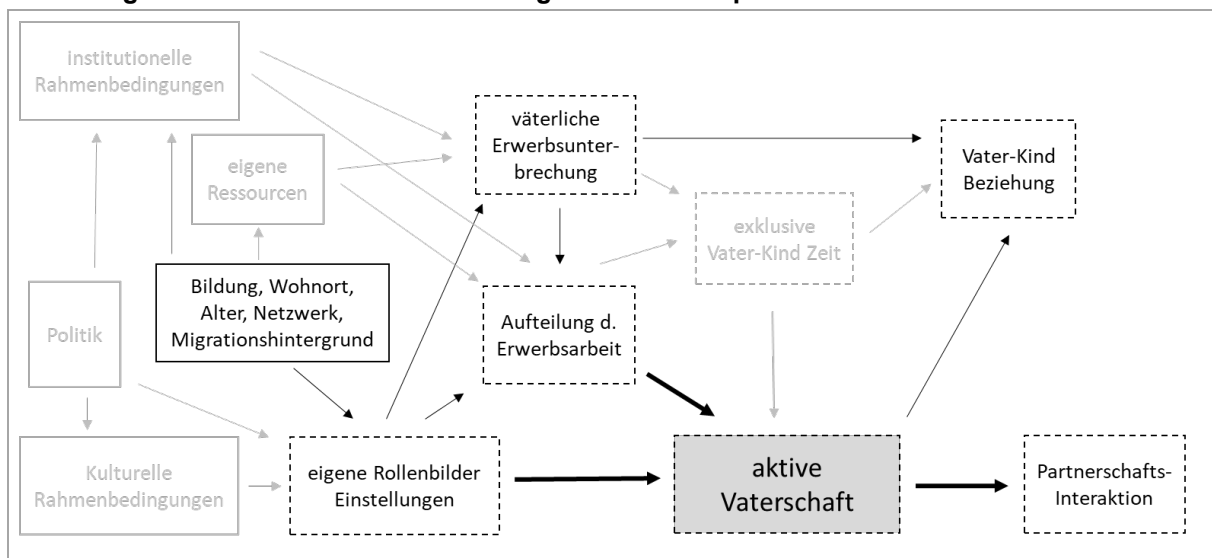 institutionelle
Rahmenbedingungen
väterliche
Erwerbsunter-
brechung
Vater-Kind
Beziehung
eigene
Ressourcen
exklusive
Vater-Kind Zeit
Bildung, Wohnort,
Alter, Netzwerk,
Migrationshintergrund
Politik
Aufteilung d.
Erwerbsarbeit
Kulturelle
Rahmenbedingungen
eigene Rollenbilder
Einstellungen
aktive
Vaterschaft
Partnerschafts-
Interaktion